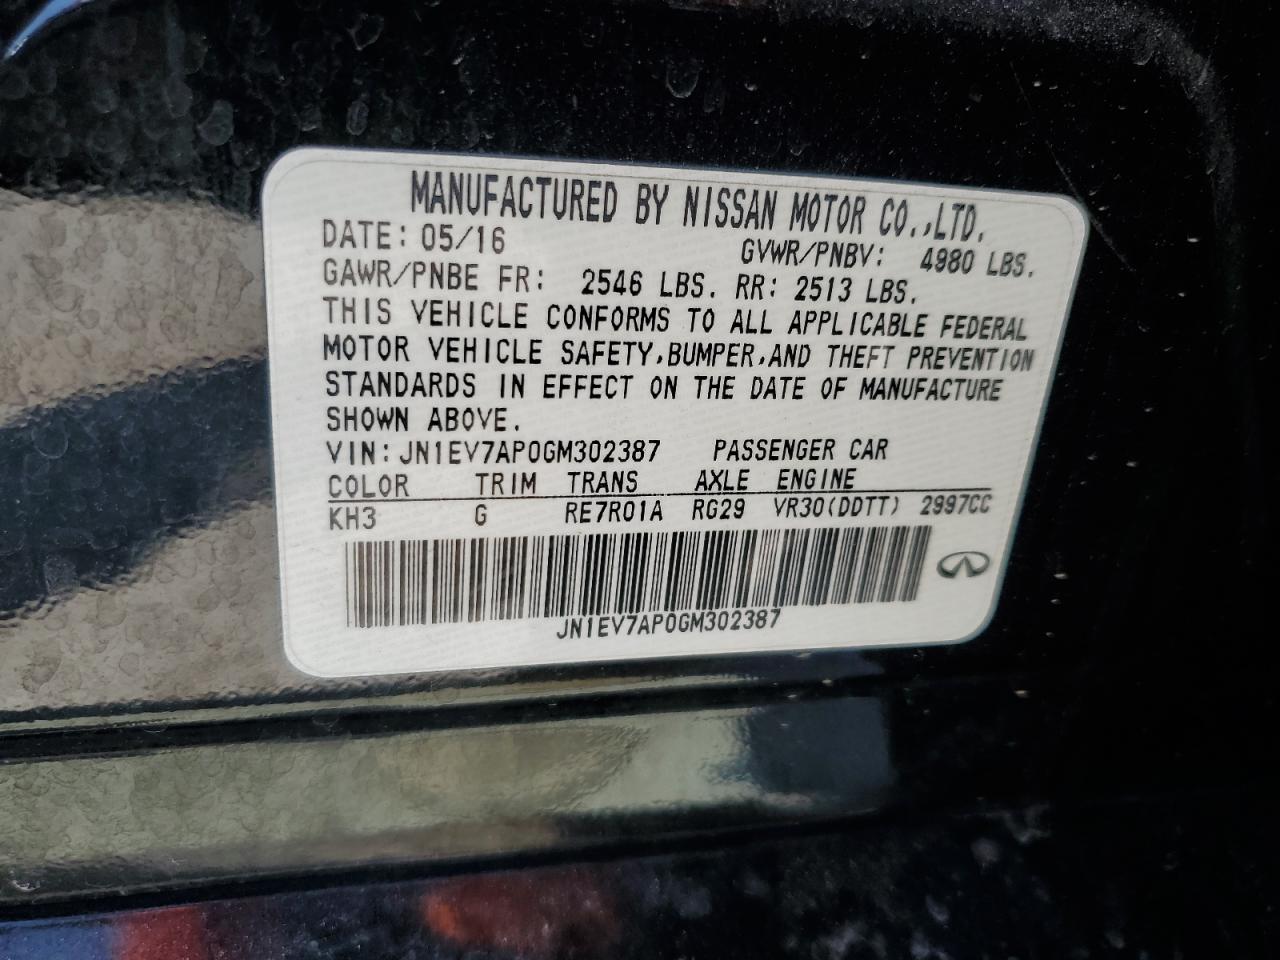 MANUFACTURED BY NISSAN MOTOR CO.,LTD.
DATE: 05/16 GVWR/PNBV: 4980 LBS.
GAWR/PNBE FR: 2546 LBS. RR: 2513 LBS.
THIS VEHICLE CONFORMS TO ALL APPLICABLE FEDERAL
MOTOR VEHICLE SAFETY,BUMPER,AND THEFT PREVENTION
STANDARDS IN EFFECT ON THE DATE OF MANUFACTURE
SHOWN ABOVE.
VIN:JN1EV7AP0GM302387 PASSENGER CAR
COLOR TRIM TRANS AXLE ENGINE
KH3 G RE7R01A RG29 VR30(DDTT) 2997CC
JN1EV7AP0GM302387